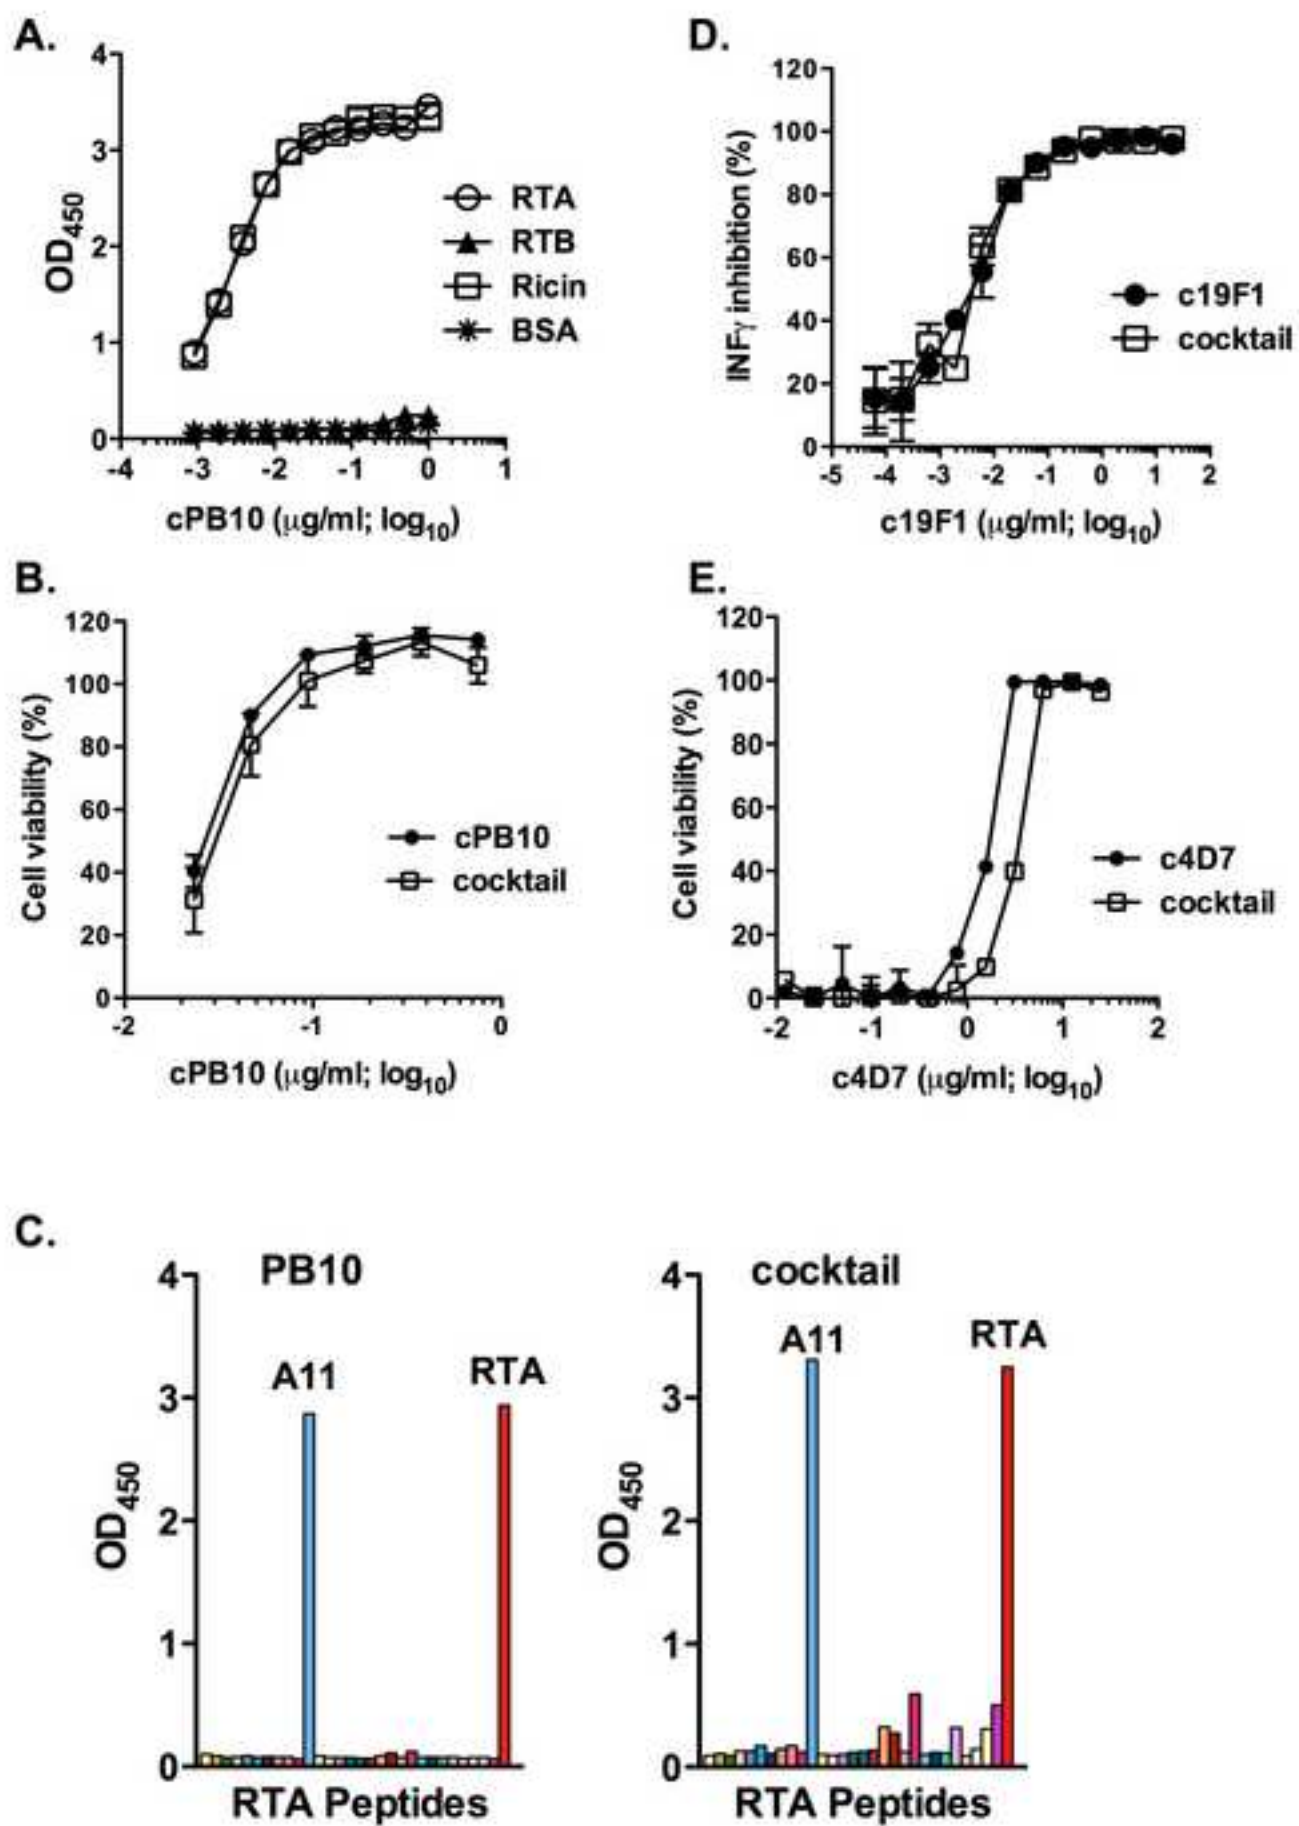 A.
4
3
2
1
0
OD450
-4 -3 -2 -1 0 1
cPB10 (μg/ml; log10)
RTA
RTB
Ricin
BSA
D.
120
100
80
60
40
20
0
INFγ inhibition (%)
-5 -4 -3 -2 -1 0 1 2
c19F1 (μg/ml; log10)
c19F1
cocktail
B.
120
100
80
60
40
20
0
Cell viability (%)
-2 -1 0
cPB10 (μg/ml; log10)
cPB10
cocktail
E.
120
100
80
60
40
20
0
Cell viability (%)
-2 -1 0 1 2
c4D7 (μg/ml; log10)
c4D7
cocktail
C.
PB10
4
3
2
1
0
OD450
A11
RTA
RTA Peptides
cocktail
4
3
2
1
0
OD450
A11
RTA
RTA Peptides